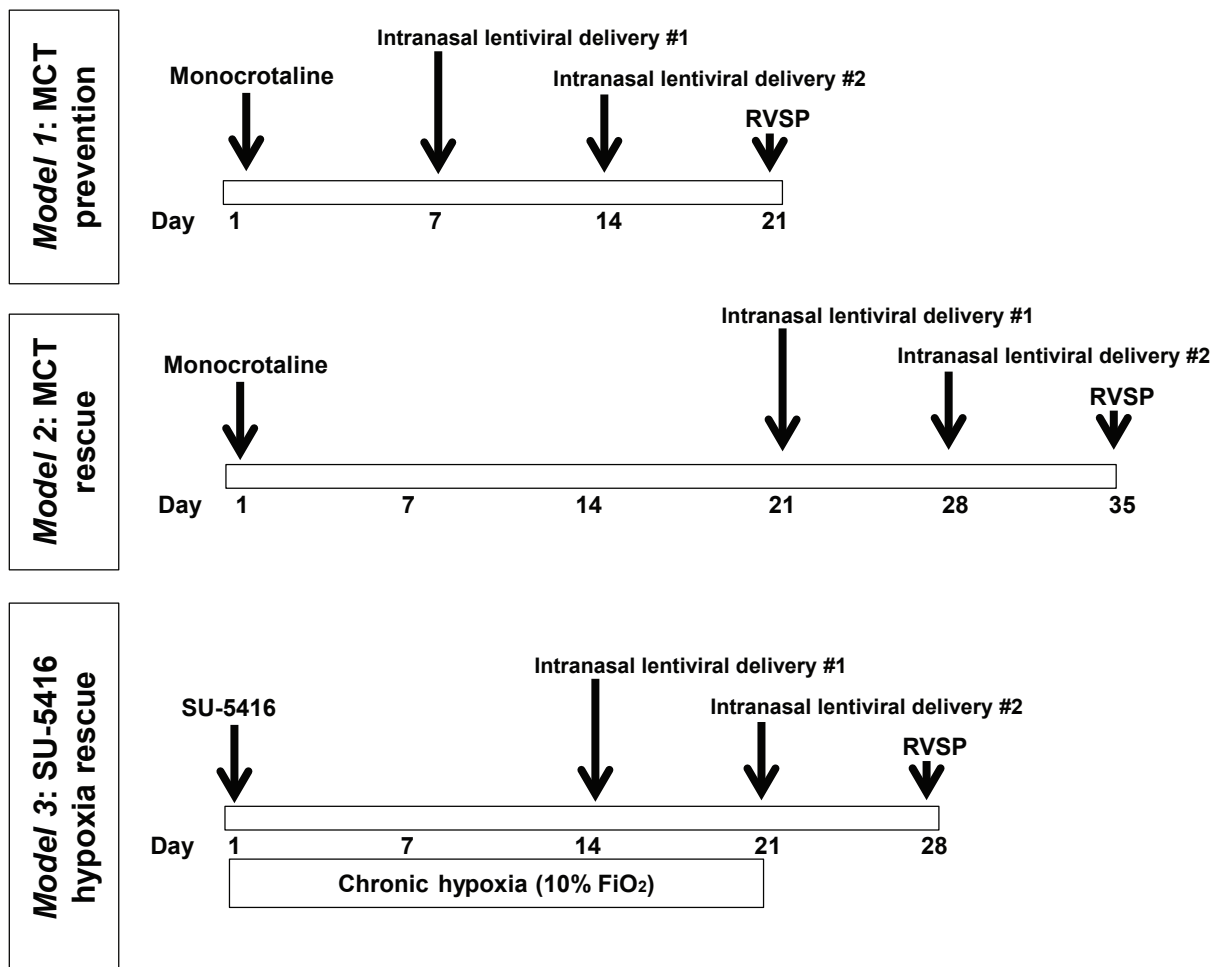 Model 1: MCT
prevention
Intranasal lentiviral delivery #1
Monocrotaline
Intranasal lentiviral delivery #2
RVSP
Day 1 7 14 21
Model 2: MCT
rescue
Intranasal lentiviral delivery #1
Monocrotaline
Intranasal lentiviral delivery #2
RVSP
Day 1 7 14 21 28 35
Model 3: SU-5416
hypoxia rescue
Intranasal lentiviral delivery #1
SU-5416
Intranasal lentiviral delivery #2
RVSP
Day 1 7 14 21 28
Chronic hypoxia (10% FiO₂)